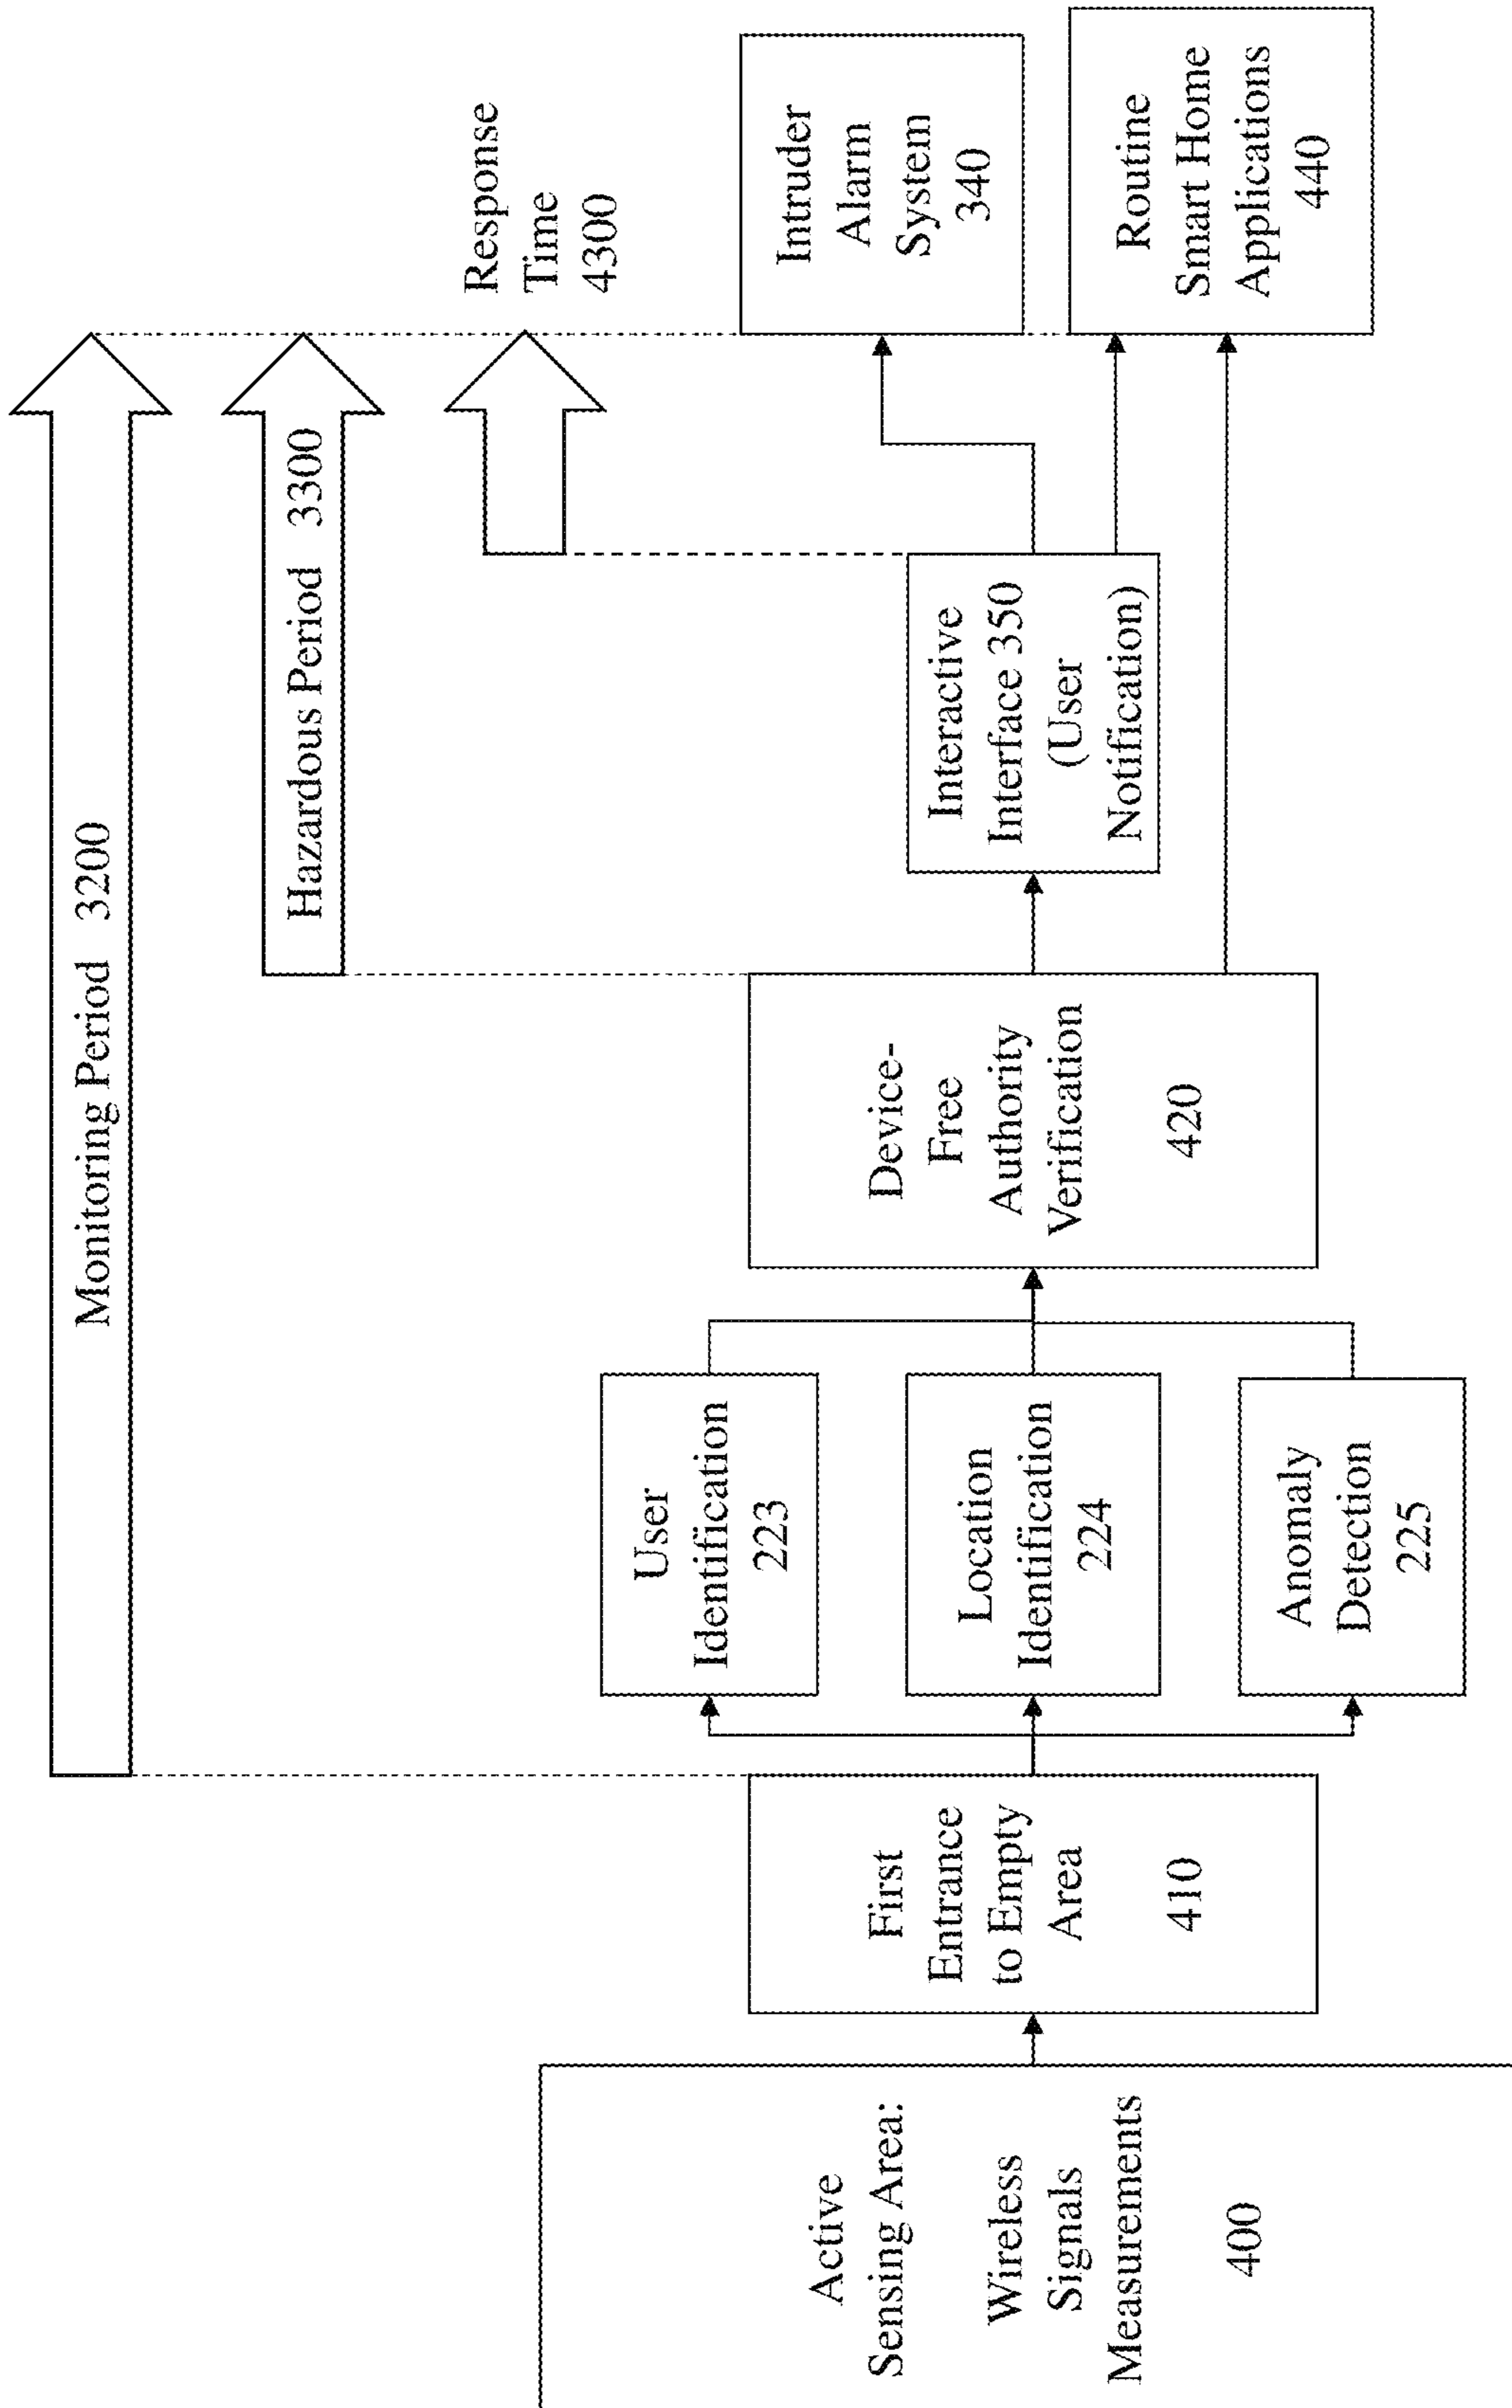 Monitoring Period 3200
Hazardous Period 3300
Response
Time
4300
Active
Sensing Area:
Wireless
Signals
Measurements
400
First
Entrance
to Empty
Area
410
User
Identification
223
Location
Identification
224
Anomaly
Detection
225
Device-
Free
Authority
Verification
420
Interactive
Interface 350
(User
Notification)
Intruder
Alarm
System
340
Routine
Smart Home
Applications
440